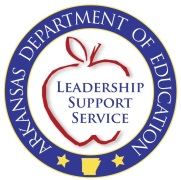 ARKANSAS DEPARTMENT OF EDUCATION
LEADERSHIP
SUPPORT
SERVICE